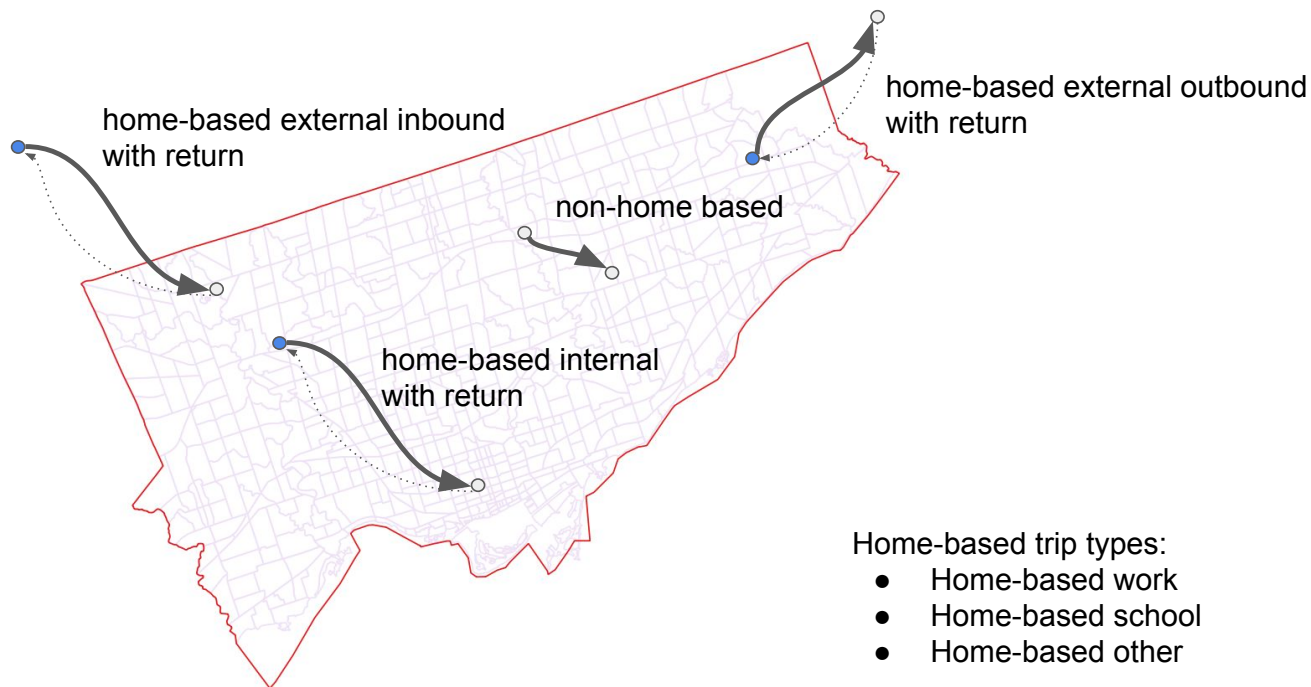 home-based external outbound
with return
home-based external inbound
with return
non-home based
home-based internal
with return
Home-based trip types:
● Home-based work
● Home-based school
● Home-based other